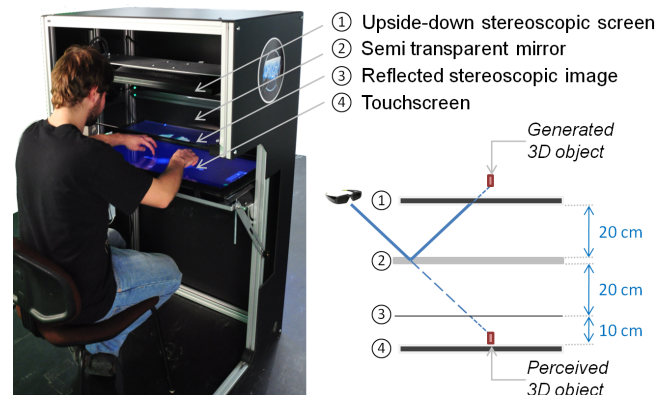 ① Upside-down stereoscopic screen
② Semi transparent mirror
③ Reflected stereoscopic image
④ Touchscreen
Generated
3D object
①
20 cm
②
20 cm
③
10 cm
④
Perceived
3D object